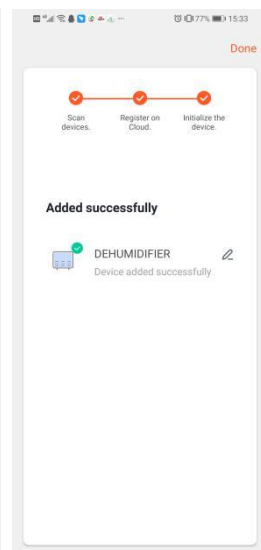 77% 15:33
Done
Scan devices.
Register on Cloud.
Initialize the device.
Added successfully
DEHUMIDIFIER
Device added successfully